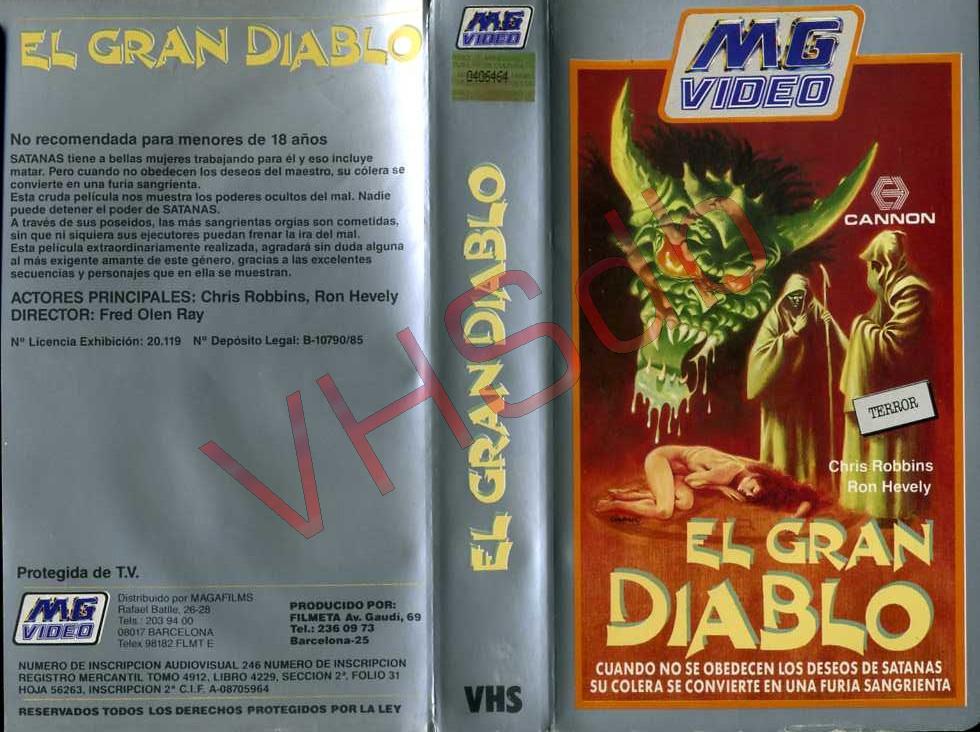 EL GRAN DIABLO
No recomendada para menores de 18 años
SATANAS tiene a bellas mujeres trabajando para él y eso incluye
matar. Pero cuando no obedecen los deseos del maestro, su cólera se
convierte en una furia sangrienta.
Esta cruda película nos muestra los poderes ocultos del mal. Nadie
puede detener el poder de SATANAS.
A través de sus poseidos, las más sangrientas orgías son cometidas,
sin que ni siquiera sus ejecutores puedan frenar la ira del mal.
Esta película extraordinariamente realizada, agradará sin duda alguna
al más exigente amante de este género, gracias a las excelentes
secuencias y personajes que en ella se muestran.
ACTORES PRINCIPALES: Chris Robbins, Ron Hevely
DIRECTOR: Fred Olen Ray
Nº Licencia Exhibición: 20.119 Nº Depósito Legal: B-10790/85
Protegida de T.V.
MG
VIDEO
Distribuido por MAGAFILMS
Rafael Batlle, 26-28
Tels.: 203 94 00
08017 BARCELONA
Telex 98182 FLMT E
PRODUCIDO POR:
FILMETA Av. Gaudí, 69
Tel.: 236 09 73
Barcelona-25
NUMERO DE INSCRIPCION AUDIOVISUAL 246 NUMERO DE INSCRIPCION
REGISTRO MERCANTIL TOMO 4912, LIBRO 4229, SECCION 2ª, FOLIO 31
HOJA 56263, INSCRIPCION 2ª C.I.F. A-08705964
RESERVADOS TODOS LOS DERECHOS PROTEGIDOS POR LA LEY
MG
VIDEO
0406464
EL GRAN DIABLO
VHS
MG
VIDEO
CANNON
TERROR
Chris Robbins
Ron Hevely
EL GRAN
DIABLO
CUANDO NO SE OBEDECEN LOS DESEOS DE SATANAS
SU COLERA SE CONVIERTE EN UNA FURIA SANGRIENTA
VHSdb